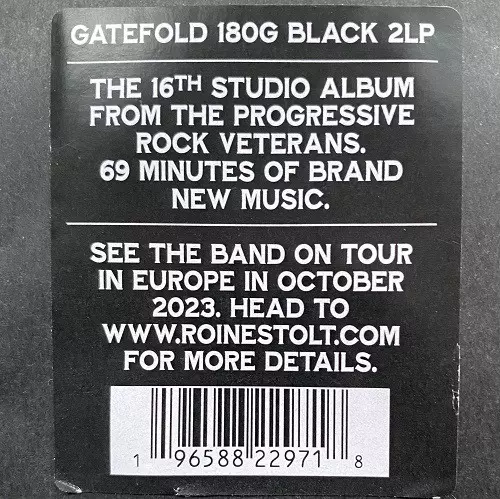 GATEFOLD 180G BLACK 2LP
THE 16TH STUDIO ALBUM
FROM THE PROGRESSIVE
ROCK VETERANS.
69 MINUTES OF BRAND
NEW MUSIC.
SEE THE BAND ON TOUR
IN EUROPE IN OCTOBER
2023. HEAD TO
WWW.ROINESTOLT.COM
FOR MORE DETAILS.
1 96588 22971 8